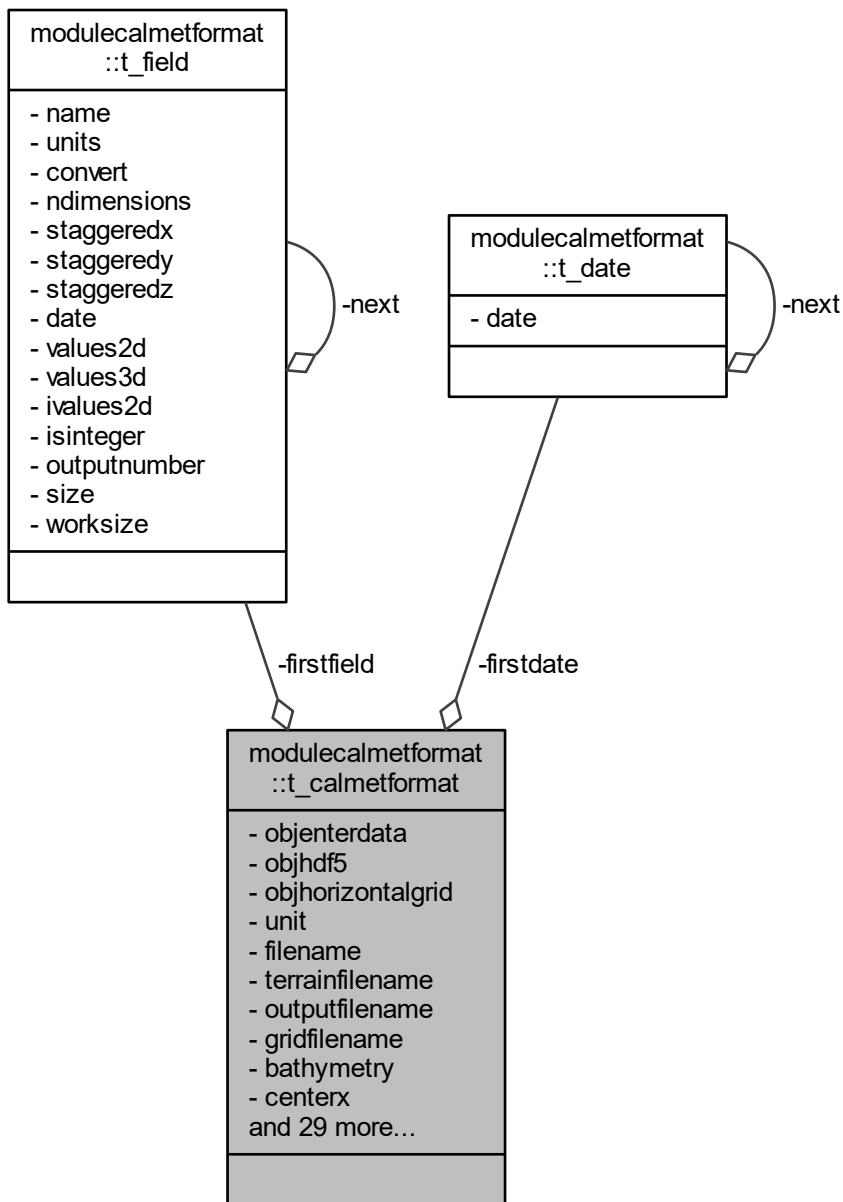 modulecalmetformat
::t_field
- name
- units
- convert
- ndimensions
- staggeredx
- staggeredy
- staggeredz
- date
- values2d
- values3d
- ivalues2d
- isinteger
- outputnumber
- size
- worksize
-next
modulecalmetformat
::t_date
- date
-next
-firstfield
-firstdate
modulecalmetformat
::t_calmetformat
- objenterdata
- objhdf5
- objhorizontalgrid
- unit
- filename
- terrainfilename
- outputfilename
- gridfilename
- bathymetry
- centerx
and 29 more...